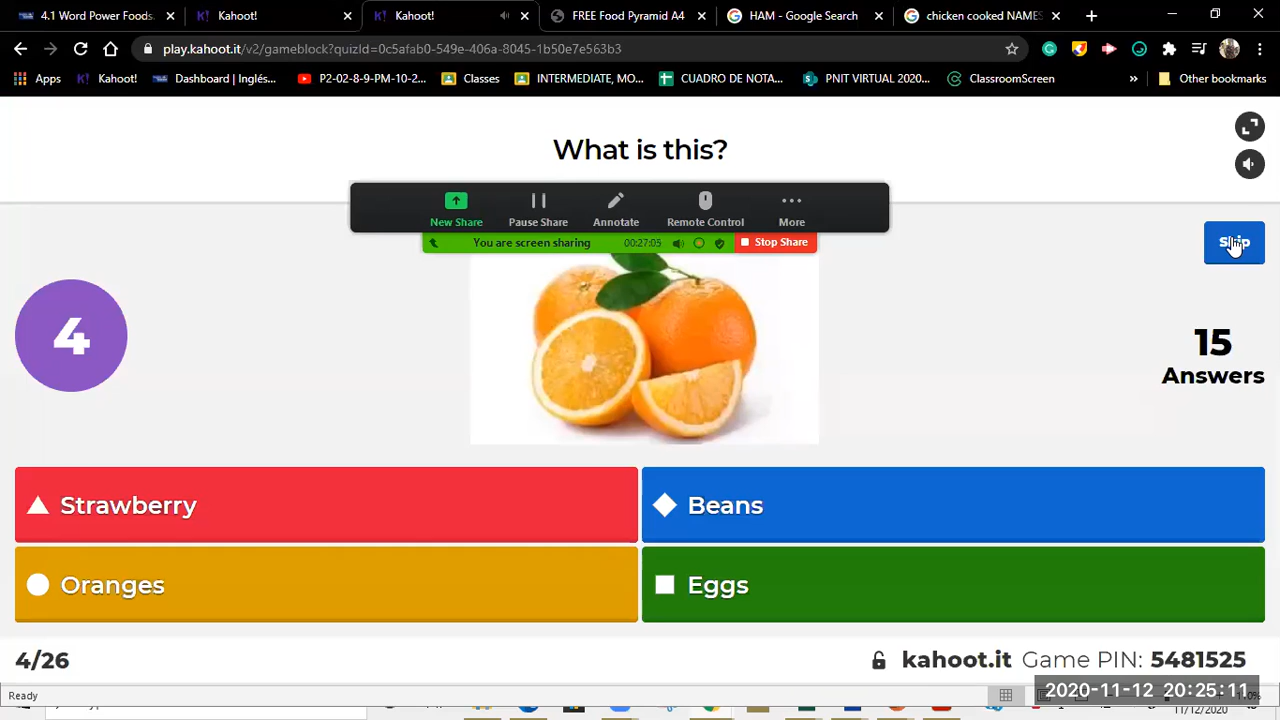 4.1 Word Power Foods.
Kahoot!
Kahoot!
FREE Food Pyramid A4
HAM - Google Search
chicken cooked NAMES
play.kahoot.it/v2/gameblock?quizId=0c5afab0-549e-406a-8045-1b50e7e563b3
Apps
Kahoot!
Dashboard | Inglés...
P2-02-8-9-PM-10-2...
Classes
INTERMEDIATE, MO...
CUADRO DE NOTA...
PNIT VIRTUAL 2020...
ClassroomScreen
»
Other bookmarks
What is this?
New Share
Pause Share
Annotate
Remote Control
More
You are screen sharing
00:27:05
Stop Share
Skip
4
15
Answers
Strawberry
Beans
Oranges
Eggs
4/26
kahoot.it Game PIN: 5481525
Ready
2020-11-12 20:25:11
11/12/2020